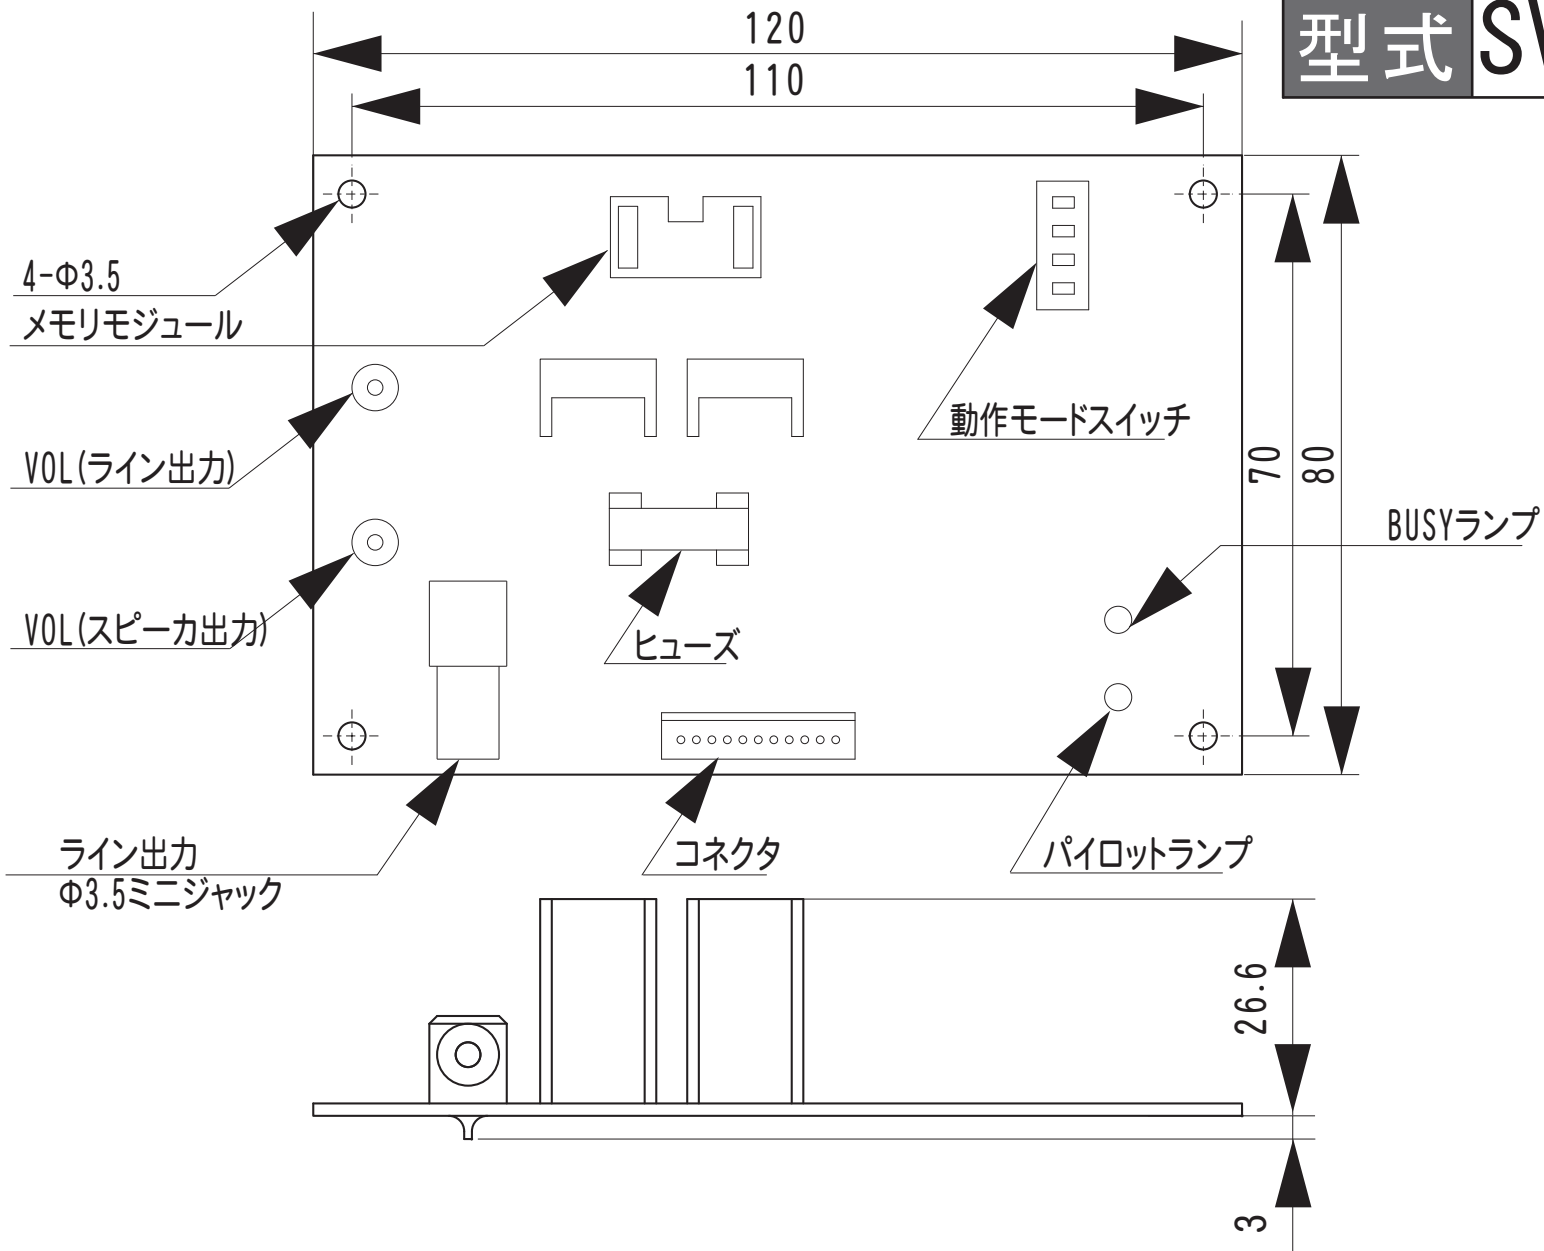 120
110
型式 SV
4-Φ3.5
メモリモジュール
VOL(ライン出力)
動作モードスイッチ
70
80
BUSYランプ
VOL(スピーカ出力)
ヒューズ
ライン出力
Φ3.5ミニジャック
コネクタ
パイロットランプ
26.6
3